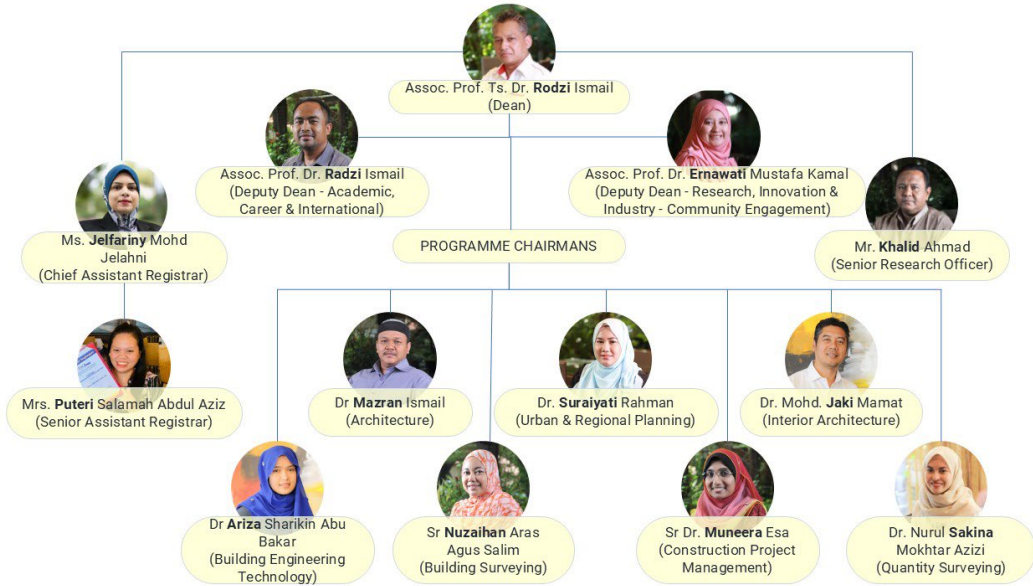 Assoc. Prof. Ts. Dr. Rodzi Ismail
(Dean)
Assoc. Prof. Dr. Radzi Ismail
(Deputy Dean - Academic,
Career & International)
Assoc. Prof. Dr. Ernawati Mustafa Kamal
(Deputy Dean - Research, Innovation &
Industry - Community Engagement)
Ms. Jelfariny Mohd
Jelahni
(Chief Assistant Registrar)
PROGRAMME CHAIRMANS
Mr. Khalid Ahmad
(Senior Research Officer)
Mrs. Puteri Salamah Abdul Aziz
(Senior Assistant Registrar)
Dr Mazran Ismail
(Architecture)
Dr. Suraiyati Rahman
(Urban & Regional Planning)
Dr. Mohd. Jaki Mamat
(Interior Architecture)
Dr Ariza Sharikin Abu
Bakar
(Building Engineering
Technology)
Sr Nuzaihan Aras
Agus Salim
(Building Surveying)
Sr Dr. Muneera Esa
(Construction Project
Management)
Dr. Nurul Sakina
Mokhtar Azizi
(Quantity Surveying)